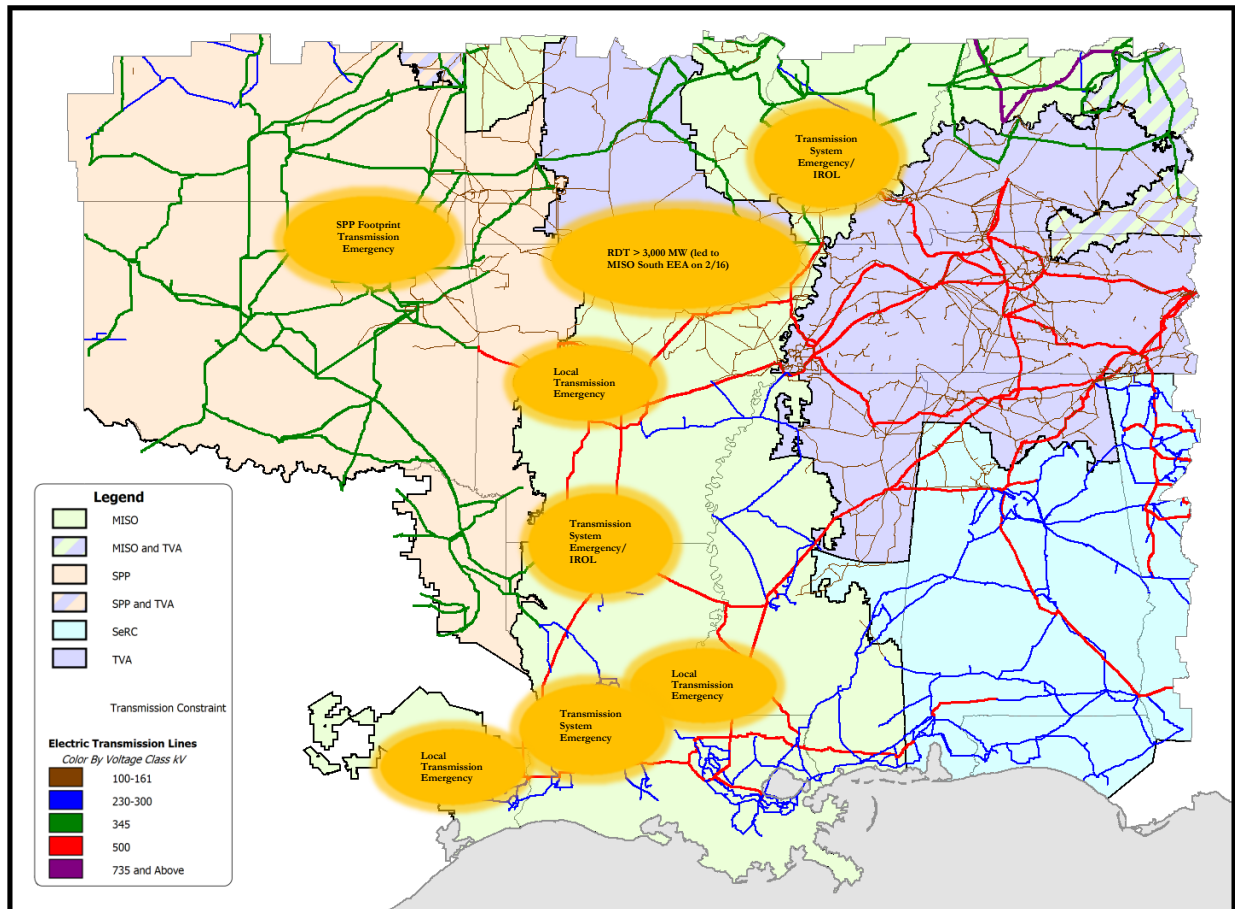 Transmission
System
Emergency/
IROL
SPP Footprint
Transmission
Emergency
RDT > 3,000 MW (led to
MISO South EEA on 2/16)
Local
Transmission
Emergency
Transmission
System
Emergency/
IROL
Local
Transmission
Emergency
Transmission
System
Emergency
Local
Transmission
Emergency
Legend
MISO
MISO and TVA
SPP
SPP and TVA
SeRC
TVA
Transmission Constraint
Electric Transmission Lines
Color By Voltage Class kV
100-161
230-300
345
500
735 and Above